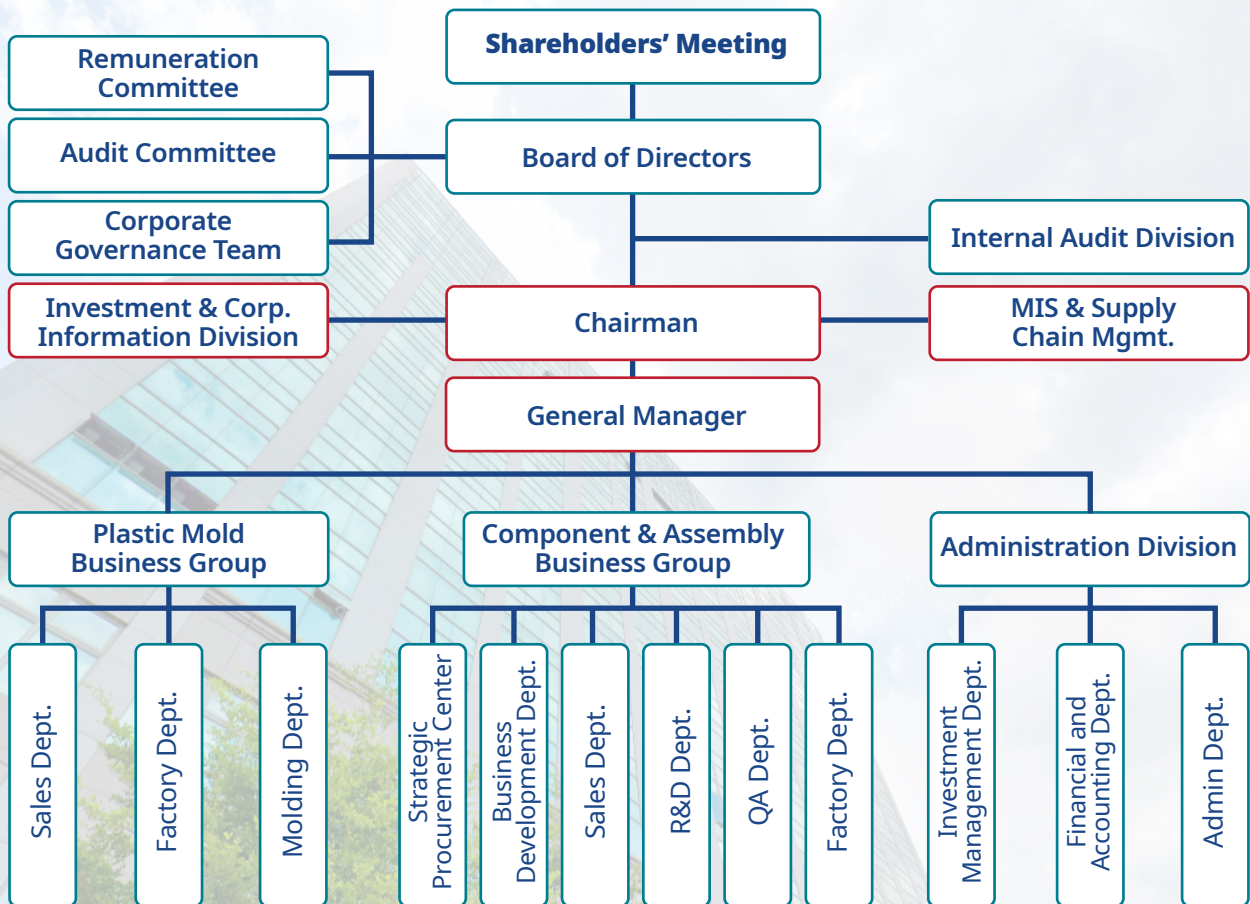 Shareholders’ Meeting
Remuneration
Committee
Audit Committee
Board of Directors
Corporate
Governance Team
Internal Audit Division
Investment & Corp.
Information Division
Chairman
MIS & Supply
Chain Mgmt.
General Manager
Plastic Mold
Business Group
Component & Assembly
Business Group
Administration Division
Sales Dept.
Factory Dept.
Molding Dept.
Strategic
Procurement Center
Business
Development Dept.
Sales Dept.
R&D Dept.
QA Dept.
Factory Dept.
Investment
Management Dept.
Financial and
Accounting Dept.
Admin Dept.